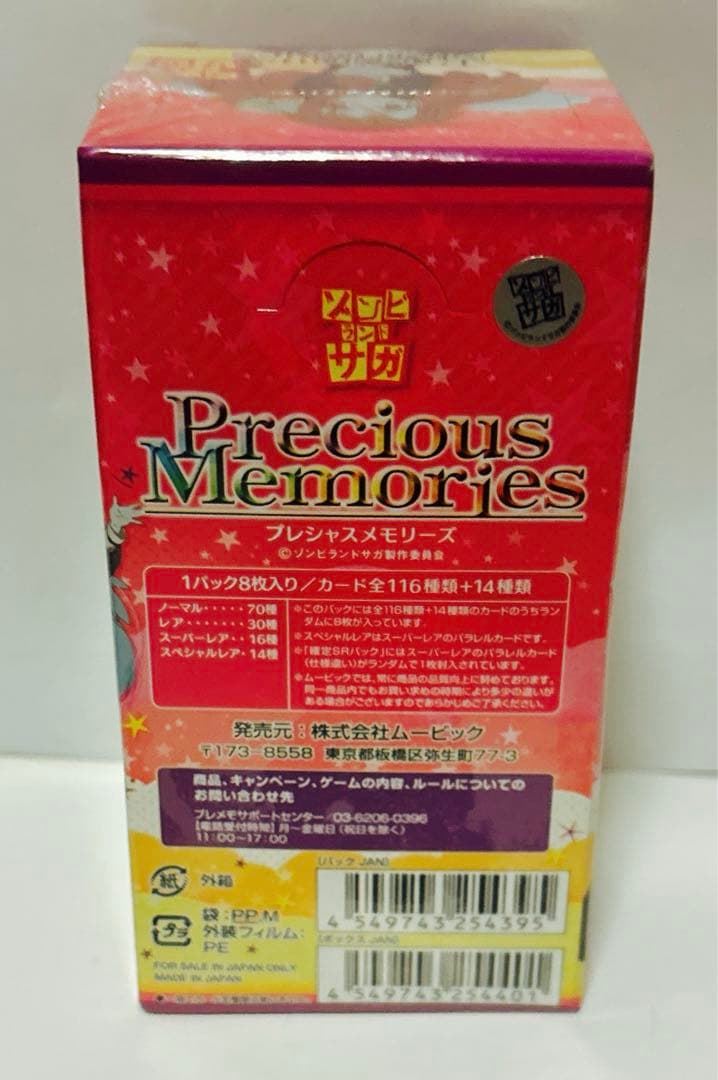 ゾンビ
ランド
サガ
ゾンビ
ランド
サガ
Precious
Memories
プレシャスメモリーズ
©ゾンビランドサガ製作委員会
1パック8枚入り／カード全116種類+14種類
ノーマル・・・・・70種
レア・・・・・・・30種
スーパーレア・・16種
スペシャルレア・14種
※このパックには全116種類+14種類のカードのうちラン
ダムに8枚が入っています。
※スペシャルレアはスーパーレアのパラレルカードです。
※「確定SRパック」にはスーパーレアのパラレルカード
(仕様違い)がランダムで1枚封入されています。
※ムービックでは、常に商品の品質向上に努めております。
同一商品内でもお買い求めの時期により多少の違いが
ある場合がございますのであらかじめご了承ください。
発売元：株式会社ムービック
〒173-8558 東京都板橋区弥生町77-3
商品、キャンペーン、ゲームの内容、ルールについての
お問い合わせ先
プレメモサポートセンター/03-6206-0396
【電話受付時間】月～金曜日(祝日を除く)
11:00～17:00
紙 外箱
プラ 袋：PP,M
外装フィルム：
PE
FOR SALE IN JAPAN ONLY
MADE IN JAPAN
[パック JAN]
4 549743 254395
[ボックス JAN]
4 549743 254401